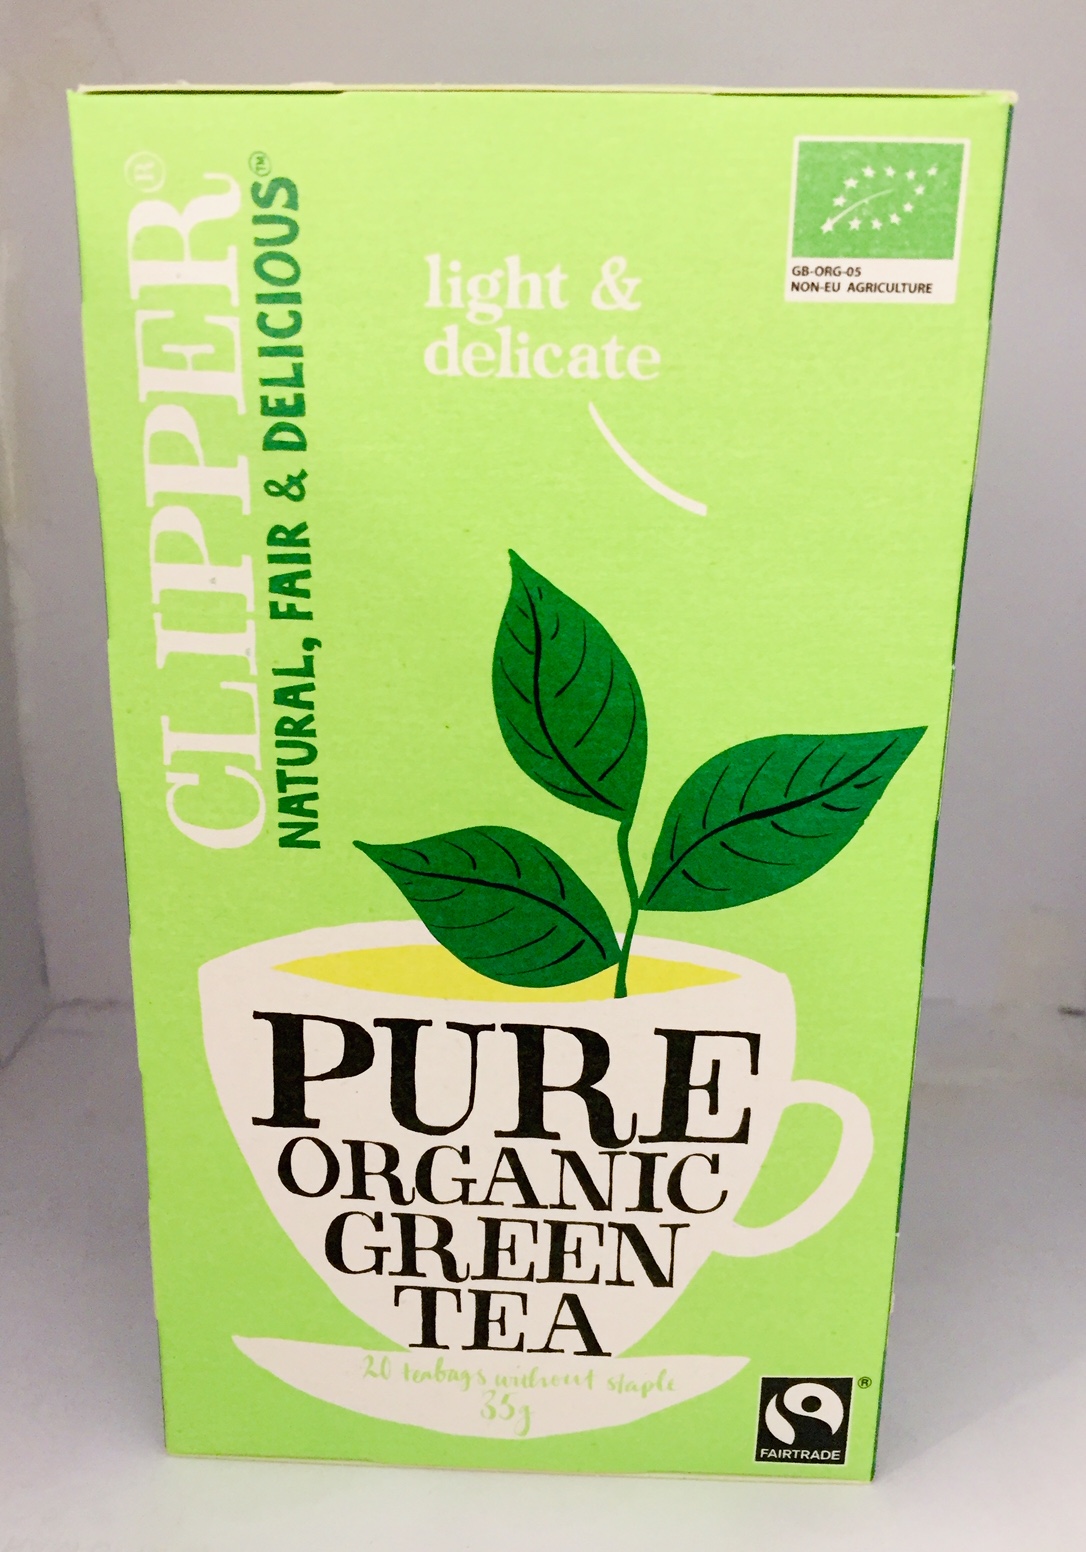 CLIPPER®
NATURAL, FAIR & DELICIOUS™
light &
delicate
GB-ORG-05
NON-EU AGRICULTURE
PURE
ORGANIC
GREEN
TEA
20 teabags without staple
35g
FAIRTRADE
®